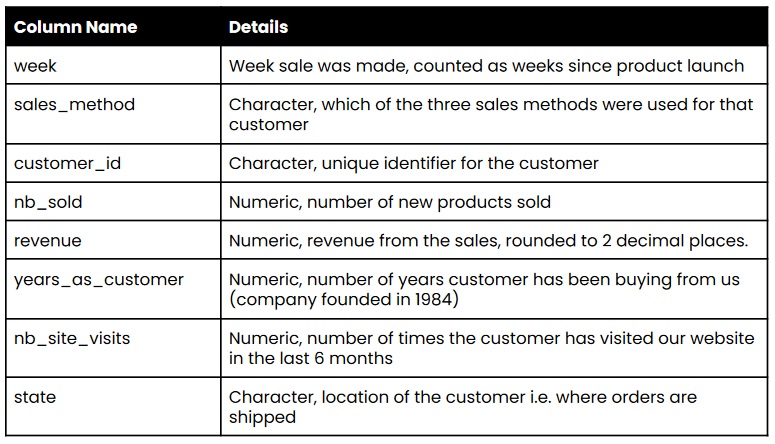 Column Name Details
week Week sale was made, counted as weeks since product launch
sales_method Character, which of the three sales methods were used for that
customer
customer_id Character, unique identifier for the customer
nb_sold Numeric, number of new products sold
revenue Numeric, revenue from the sales, rounded to 2 decimal places.
years_as_customer Numeric, number of years customer has been buying from us
(company founded in 1984)
nb_site_visits Numeric, number of times the customer has visited our website
in the last 6 months
state Character, location of the customer i.e. where orders are
shipped